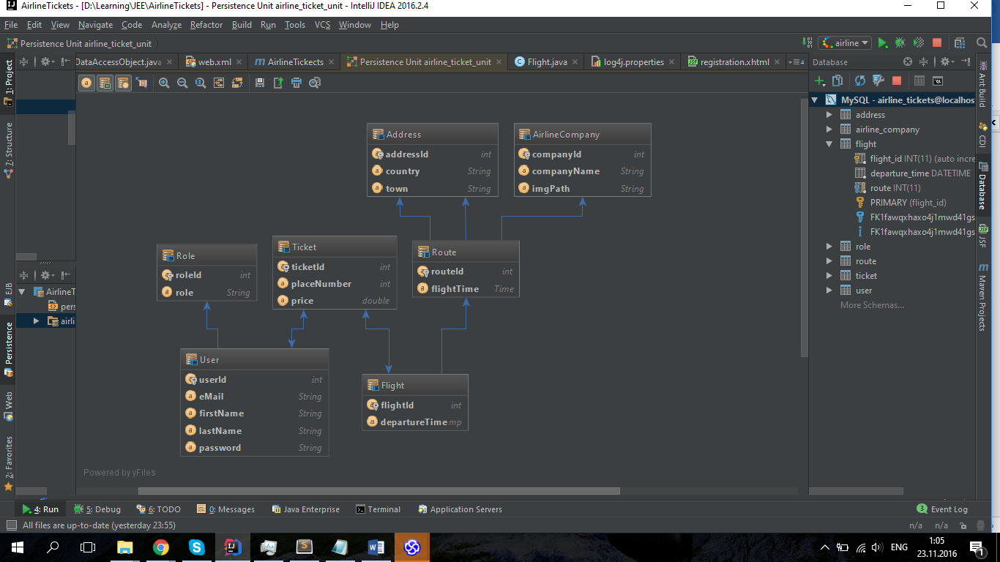 AirlineTickets - [D:\Learning\JEE\AirlineTickets] - Persistence Unit airline_ticket_unit - IntelliJ IDEA 2016.2.4
File Edit View Navigate Code Analyze Refactor Build Run Tools VCS Window Help
Persistence Unit airline_ticket_unit
airline
DataAccessObject.java
web.xml
m AirlineTickects
Persistence Unit airline_ticket_unit
Flight.java
log4j.properties
registration.xhtml
4
1: Project
7: Structure
EJB
Persistence
Web
2: Favorites
AirlineT
pers
airli
Address
addressId int
country String
town String
AirlineCompany
companyId int
companyName String
imgPath String
Role
roleId int
role String
Ticket
ticketId int
placeNumber int
price double
Route
routeId int
flightTime Time
User
userId int
eMail String
firstName String
lastName String
password String
Flight
flightId int
departureTime mp
Powered by yFiles
Database
MySQL - airline_tickets@localhos
address
airline_company
flight
flight_id INT(11) (auto incre
departure_time DATETIME
route INT(11)
PRIMARY (flight_id)
FK1fawqxhaxo4j1mwd41gs
FK1fawqxhaxo4j1mwd41gs
role
route
ticket
user
More Schemas...
Ant Build
CDI
Database
JSF
Maven Projects
4: Run
5: Debug
6: TODO
0: Messages
Java Enterprise
Terminal
Application Servers
3 Event Log
All files are up-to-date (yesterday 23:55)
n/a n/a
ENG
1:05
23.11.2016
1